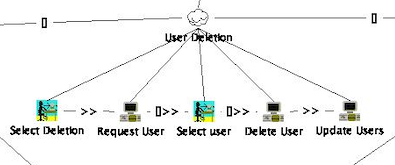 [] []
User Deletion
>> []>> []>> >>
Select Deletion Request User Select user Delete User Update Users